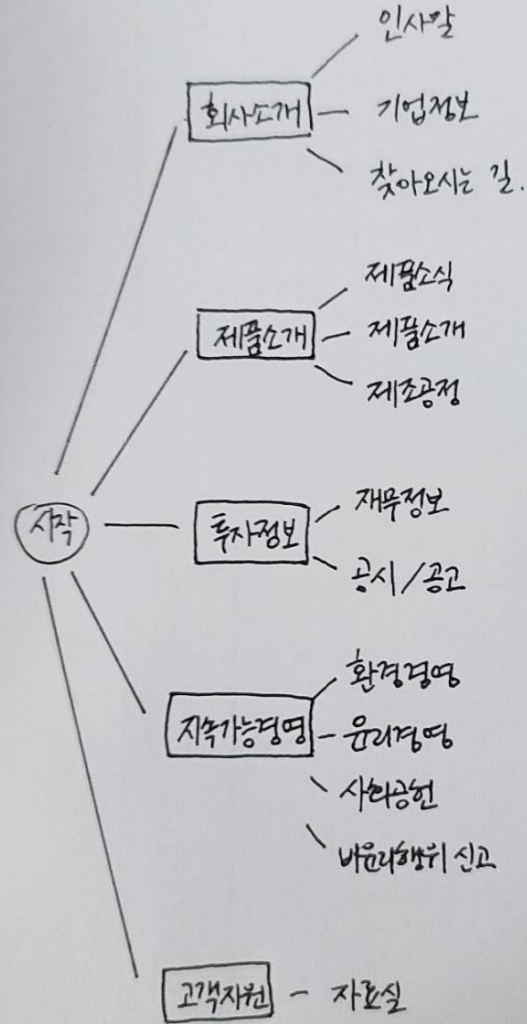 인사말
회사소개
기업정보
찾아오시는 길.
제품소식
제품소개
제품소개
제조공정
시작
투자정보
재무정보
공시/공고
환경경영
지속가능경영
윤리경영
사회공헌
비윤리행위 신고
고객지원
자료실